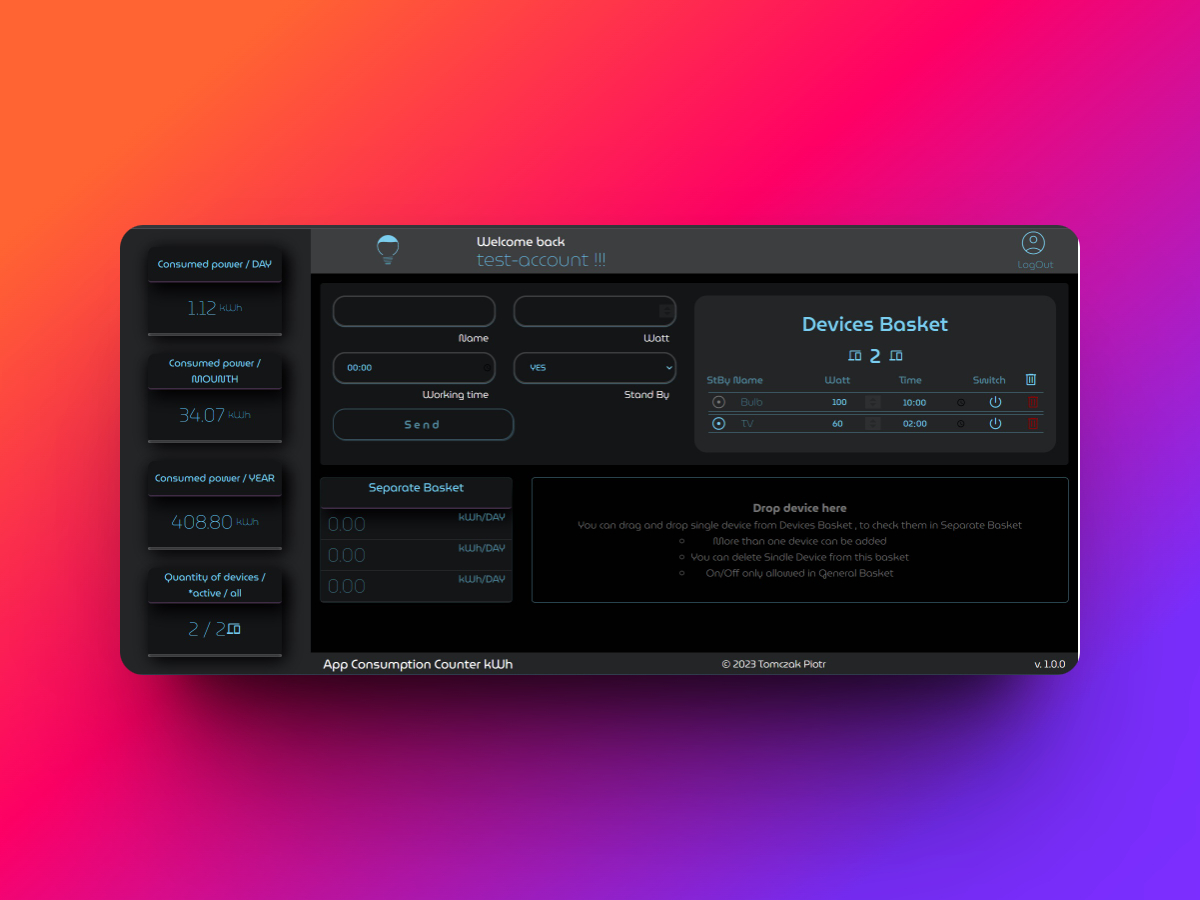 Consumed power / DAY
1.12 kWh
Consumed power /
MOUNTH
34.07 kWh
Consumed power / YEAR
408.80 kWh
Quantity of devices /
*active / all
2 / 2
Welcome back
test-account !!!
LogOut
Name
Watt
00:00
YES
Working time
Stand By
Send
Devices Basket
2
StBy Name Watt Time Switch
Bulb 100 10:00
TV 60 02:00
Separate Basket
0.00 kWh/DAY
0.00 kWh/DAY
0.00 kWh/DAY
Drop device here
You can drag and drop single device from Devices Basket , to check them in Separate Basket
More than one device can be added
You can delete Sindle Device from this basket
On/Off only allowed in General Basket
App Consumption Counter kWh
© 2023 Tomczak Piotr
v. 1.0.0